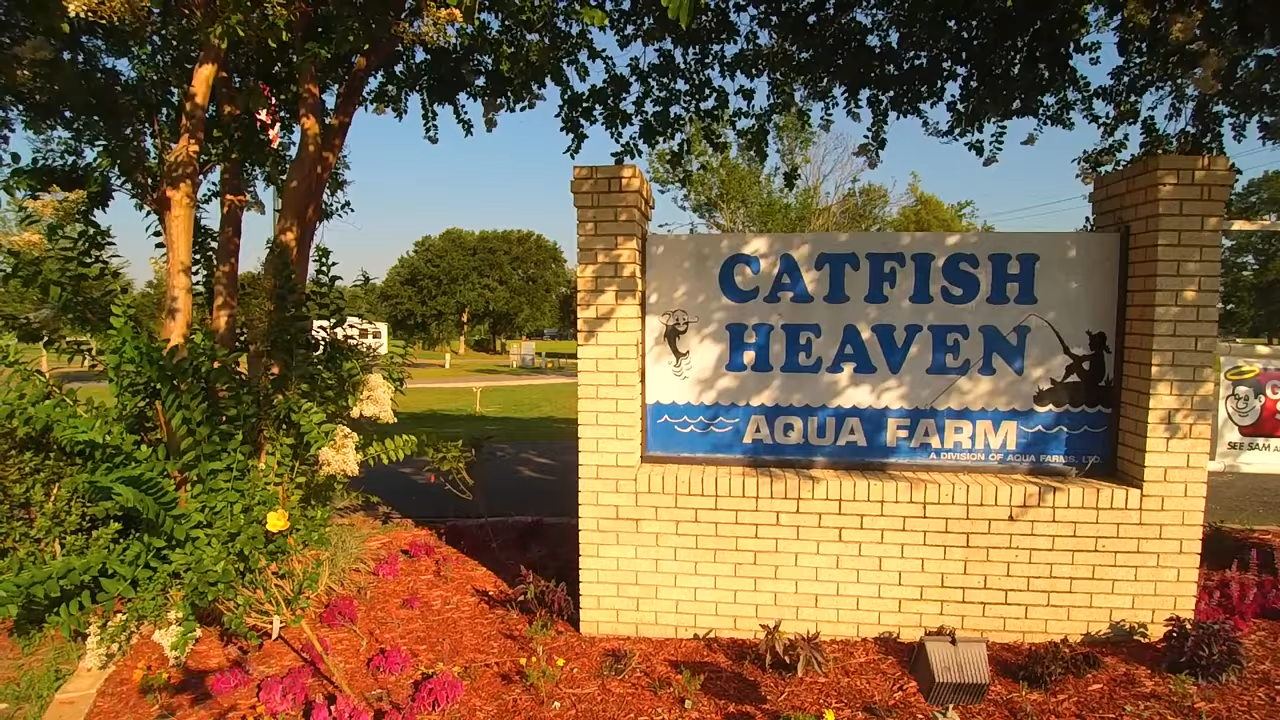 CATFISH
HEAVEN
AQUA FARM
A DIVISION OF AQUA FARMS, LTD.
SEE SAM